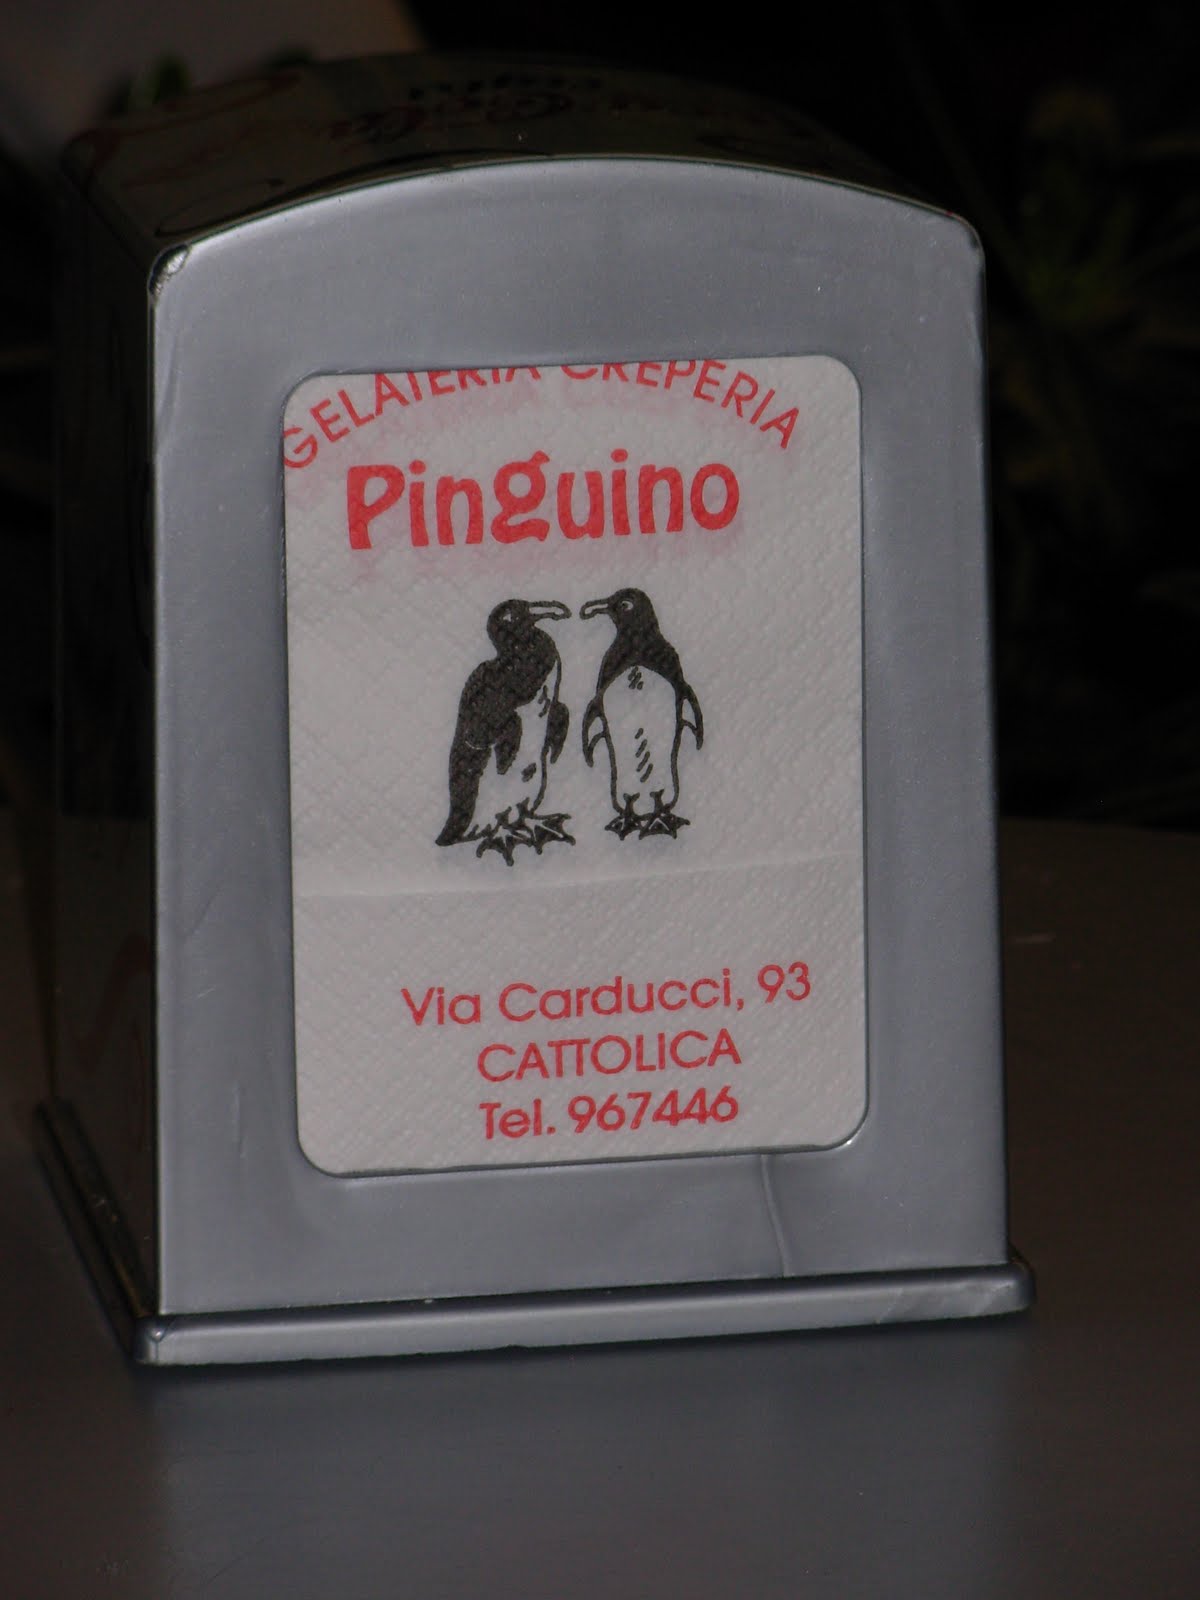 GELATERIA CREPERIA
Pinguino
Via Carducci, 93
CATTOLICA
Tel. 967446